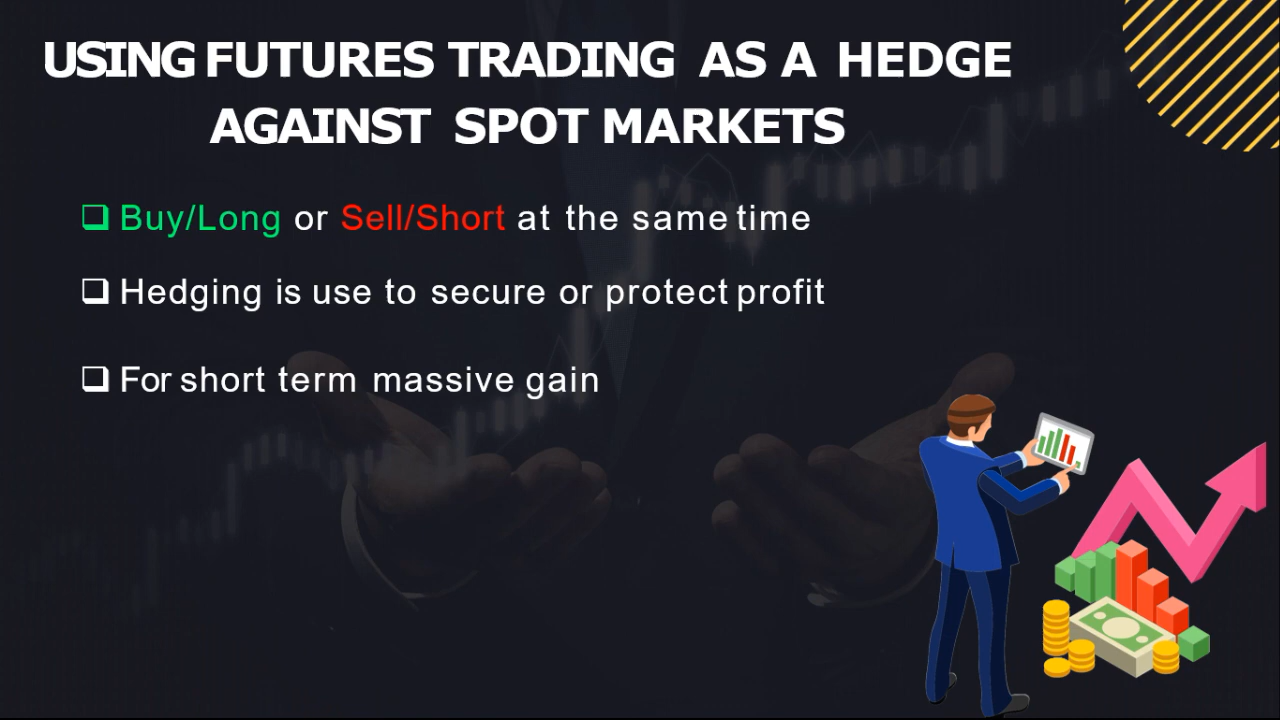 USING FUTURES TRADING AS A HEDGE
AGAINST SPOT MARKETS
Buy/Long or Sell/Short at the same time
Hedging is use to secure or protect profit
For short term massive gain